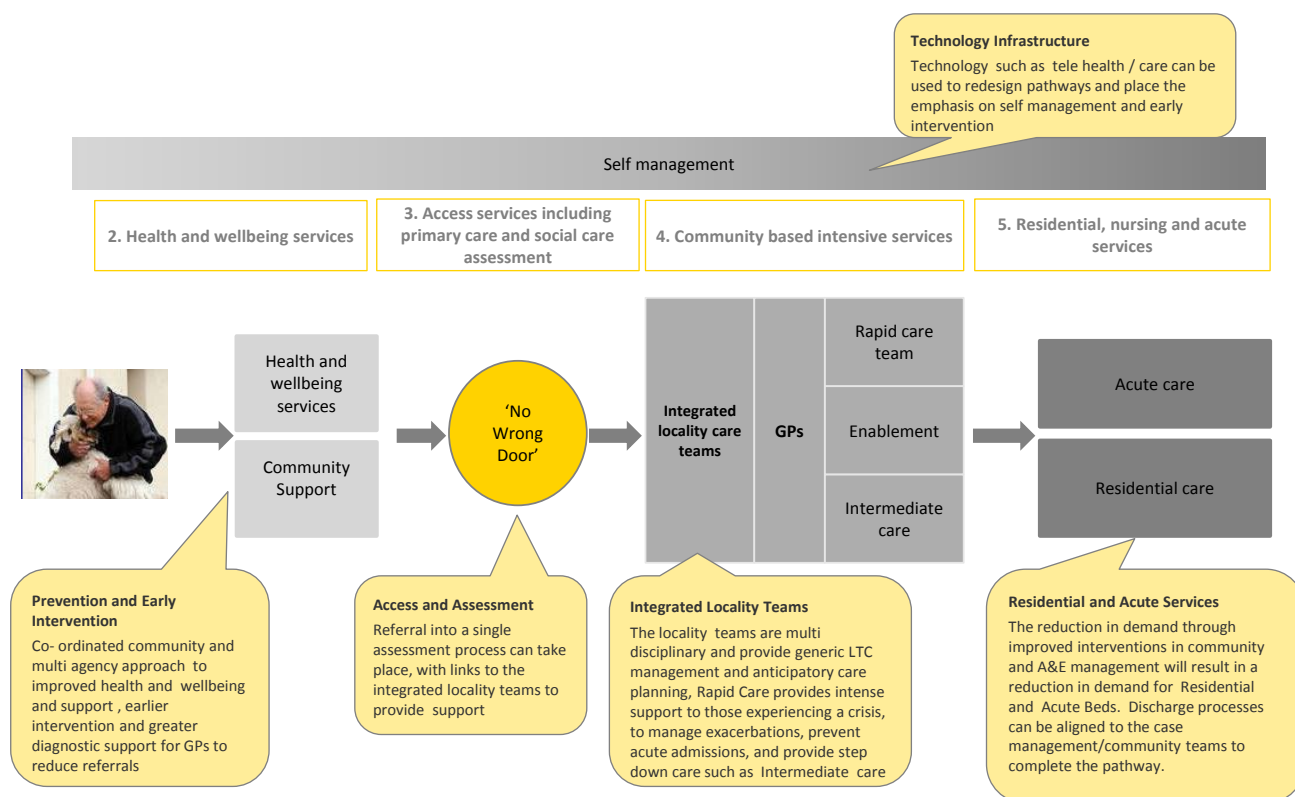 Technology Infrastructure
Technology such as tele health / care can be
used to redesign pathways and place the
emphasis on self management and early
intervention
Self management
2. Health and wellbeing services
3. Access services including
primary care and social care
assessment
4. Community based intensive services
5. Residential, nursing and acute
services
Health and
wellbeing
services
Community
Support
‘No
Wrong
Door’
Integrated
locality care
teams
GPs
Rapid care
team
Enablement
Intermediate
care
Acute care
Residential care
Prevention and Early
Intervention
Co- ordinated community and
multi agency approach to
improved health and wellbeing
and support , earlier
intervention and greater
diagnostic support for GPs to
reduce referrals
Access and Assessment
Referral into a single
assessment process can take
place, with links to the
integrated locality teams to
provide support
Integrated Locality Teams
The locality teams are multi
disciplinary and provide generic LTC
management and anticipatory care
planning, Rapid Care provides intense
support to those experiencing a crisis,
to manage exacerbations, prevent
acute admissions, and provide step
down care such as Intermediate care
Residential and Acute Services
The reduction in demand through
improved interventions in community
and A&E management will result in a
reduction in demand for Residential
and Acute Beds. Discharge processes
can be aligned to the case
management/community teams to
complete the pathway.